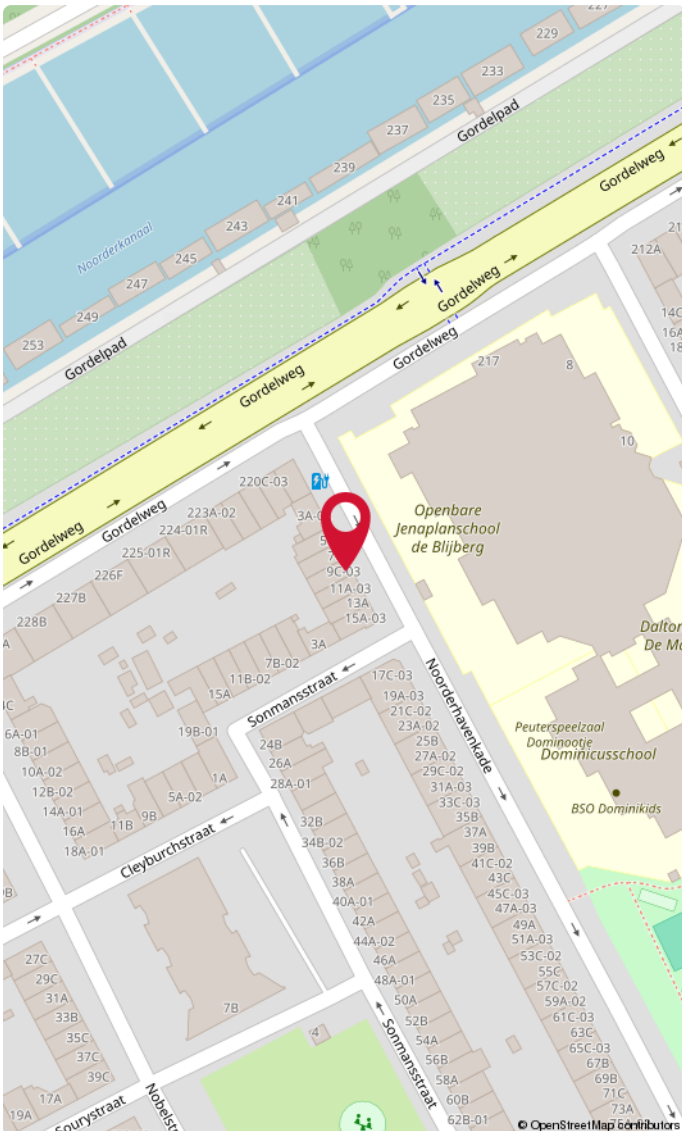 227
229
233
235
237
Gordelpad
239
241
243
245
247
249
253
Noorderkanaal
Gordelpad
Gordelweg
212A
Gordelweg
Gordelweg
Gordelweg
14C
16A
18
217
8
10
220C-03
223A-02
224-01R
225-01R
226F
227B
228B
Gordelweg
Gordelweg
Openbare
Jenaplanschool
de Blijberg
9C-03
11A-03
13A
15A-03
3A
7B-02
11B-02
15A
19B-01
Sonmansstraat
Noorderhavenkade
17C-03
19A-03
21C-02
23A-02
25B
27A-02
29C-02
31A-03
33C-03
35B
37A
39B
41C-02
43C
45C-03
47A-03
49A
51A-03
53C-02
55C
57C-02
59A-02
61C-03
63C
65C-03
67B
69B
71C
73A
Dalton
De Ma
Peuterspeelzaal
Dominootje
Dominicusschool
BSO Dominikids
6A-01
8B-01
10A-02
12B-02
14A-01
16A
18A-01
11B
9B
5A-02
1A
Cleyburchstraat
24B
26A
28A-01
32B
34B-02
36B
38A
40A-01
42A
44A-02
46A
48A-01
50A
52B
54A
56B
58A
60B
62B-01
Sonmansstraat
27C
29C
31A
33B
35C
37C
39C
17A
19A
7B
4
Sourystraat
Nobelst
© OpenStreetMap contributors